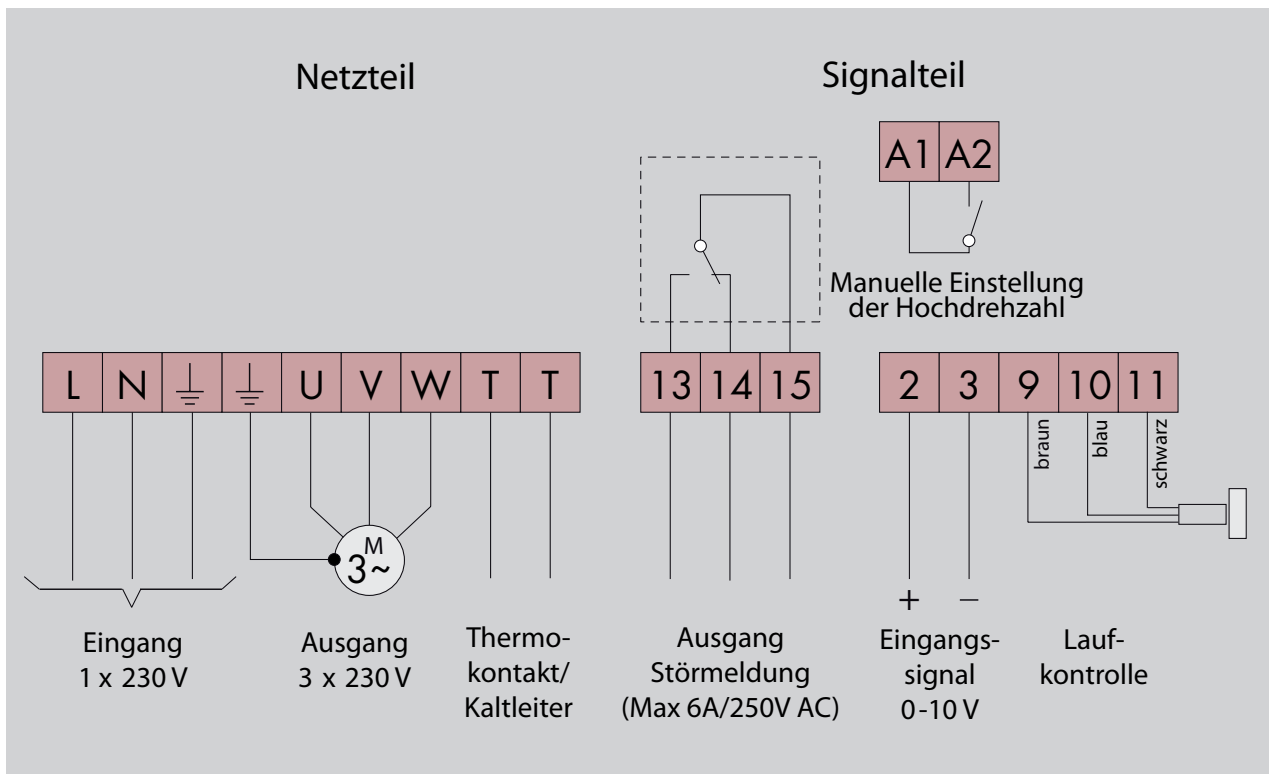 Netzteil
Signalteil
A1 A2
Manuelle Einstellung
der Hochdrehzahl
L N U V W T T
13 14 15
2 3 9 10 11
braun
blau
schwarz
M
3~
+ −
Eingang
1 x 230 V
Ausgang
3 x 230 V
Thermo-
kontakt/
Kaltleiter
Ausgang
Störmeldung
(Max 6A/250V AC)
Eingangs-
signal
0-10 V
Lauf-
kontrolle